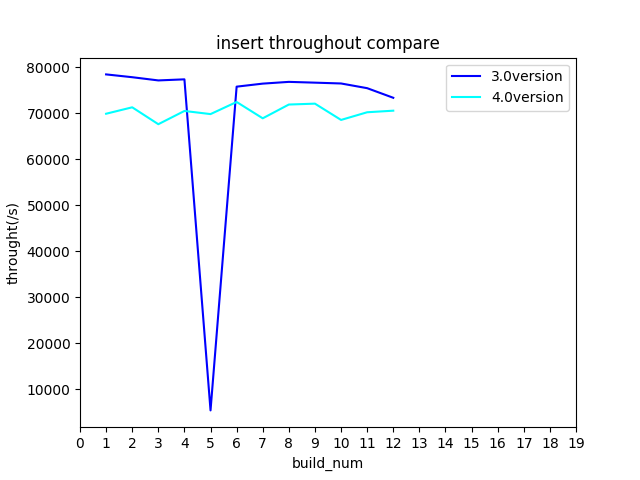 insert throughout compare
3.0version
4.0version
throught(/s)
80000
70000
60000
50000
40000
30000
20000
10000
0 1 2 3 4 5 6 7 8 9 10 11 12 13 14 15 16 17 18 19
build_num